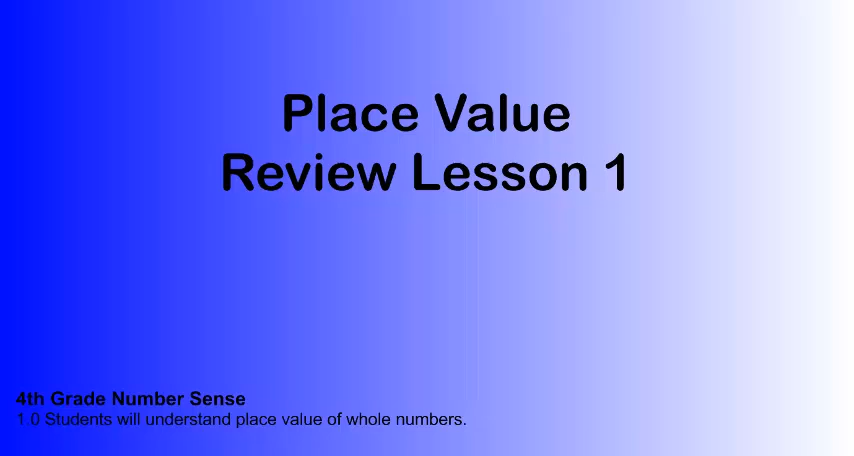 Place Value
Review Lesson 1
4th Grade Number Sense
1.0 Students will understand place value of whole numbers.